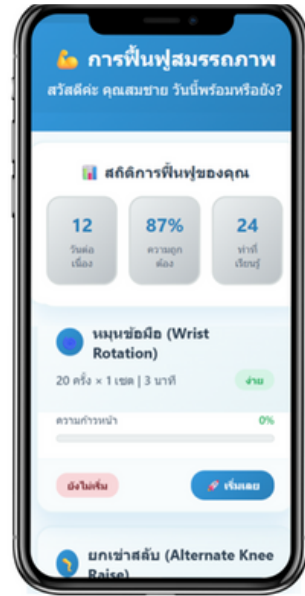 💪 การฟื้นฟูสมรรถภาพ
สวัสดีค่ะ คุณสมชาย วันนี้พร้อมหรือยัง?
📊 สถิติการฟื้นฟูของคุณ
12 87% 24
วันต่อ ความถูก ท่าที่
เนื่อง ต้อง เรียนรู้
หมุนข้อมือ (Wrist
Rotation)
20 ครั้ง × 1 เซต | 3 นาที ง่าย
ความก้าวหน้า 0%
ยังไม่เริ่ม 🚀 เริ่มเลย
ยกเข่าสลับ (Alternate Knee
Raise)